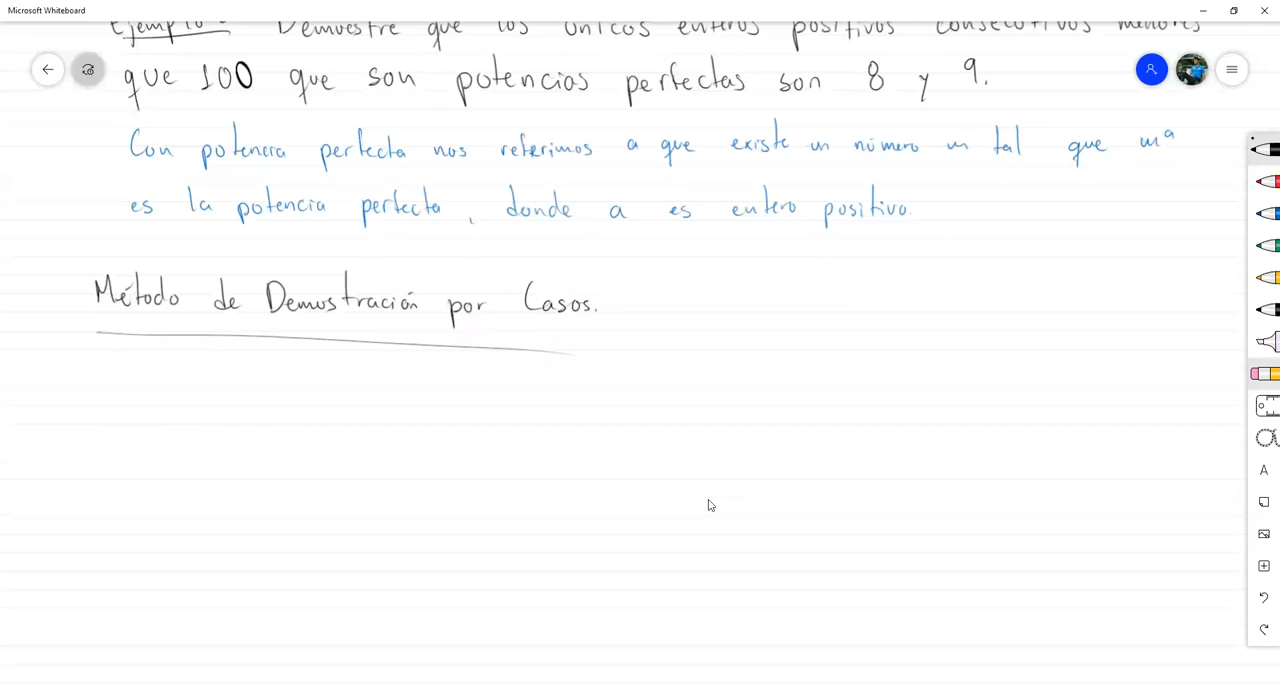 Microsoft Whiteboard
Ejemplo Demuestre que los únicos enteros positivos consecutivos menores
que 100 que son potencias perfectas son 8 y 9.
Con potencia perfecta nos referimos a que existe un número m tal que mᵃ
es la potencia perfecta, donde a es entero positivo.
Método de Demostración por Casos.